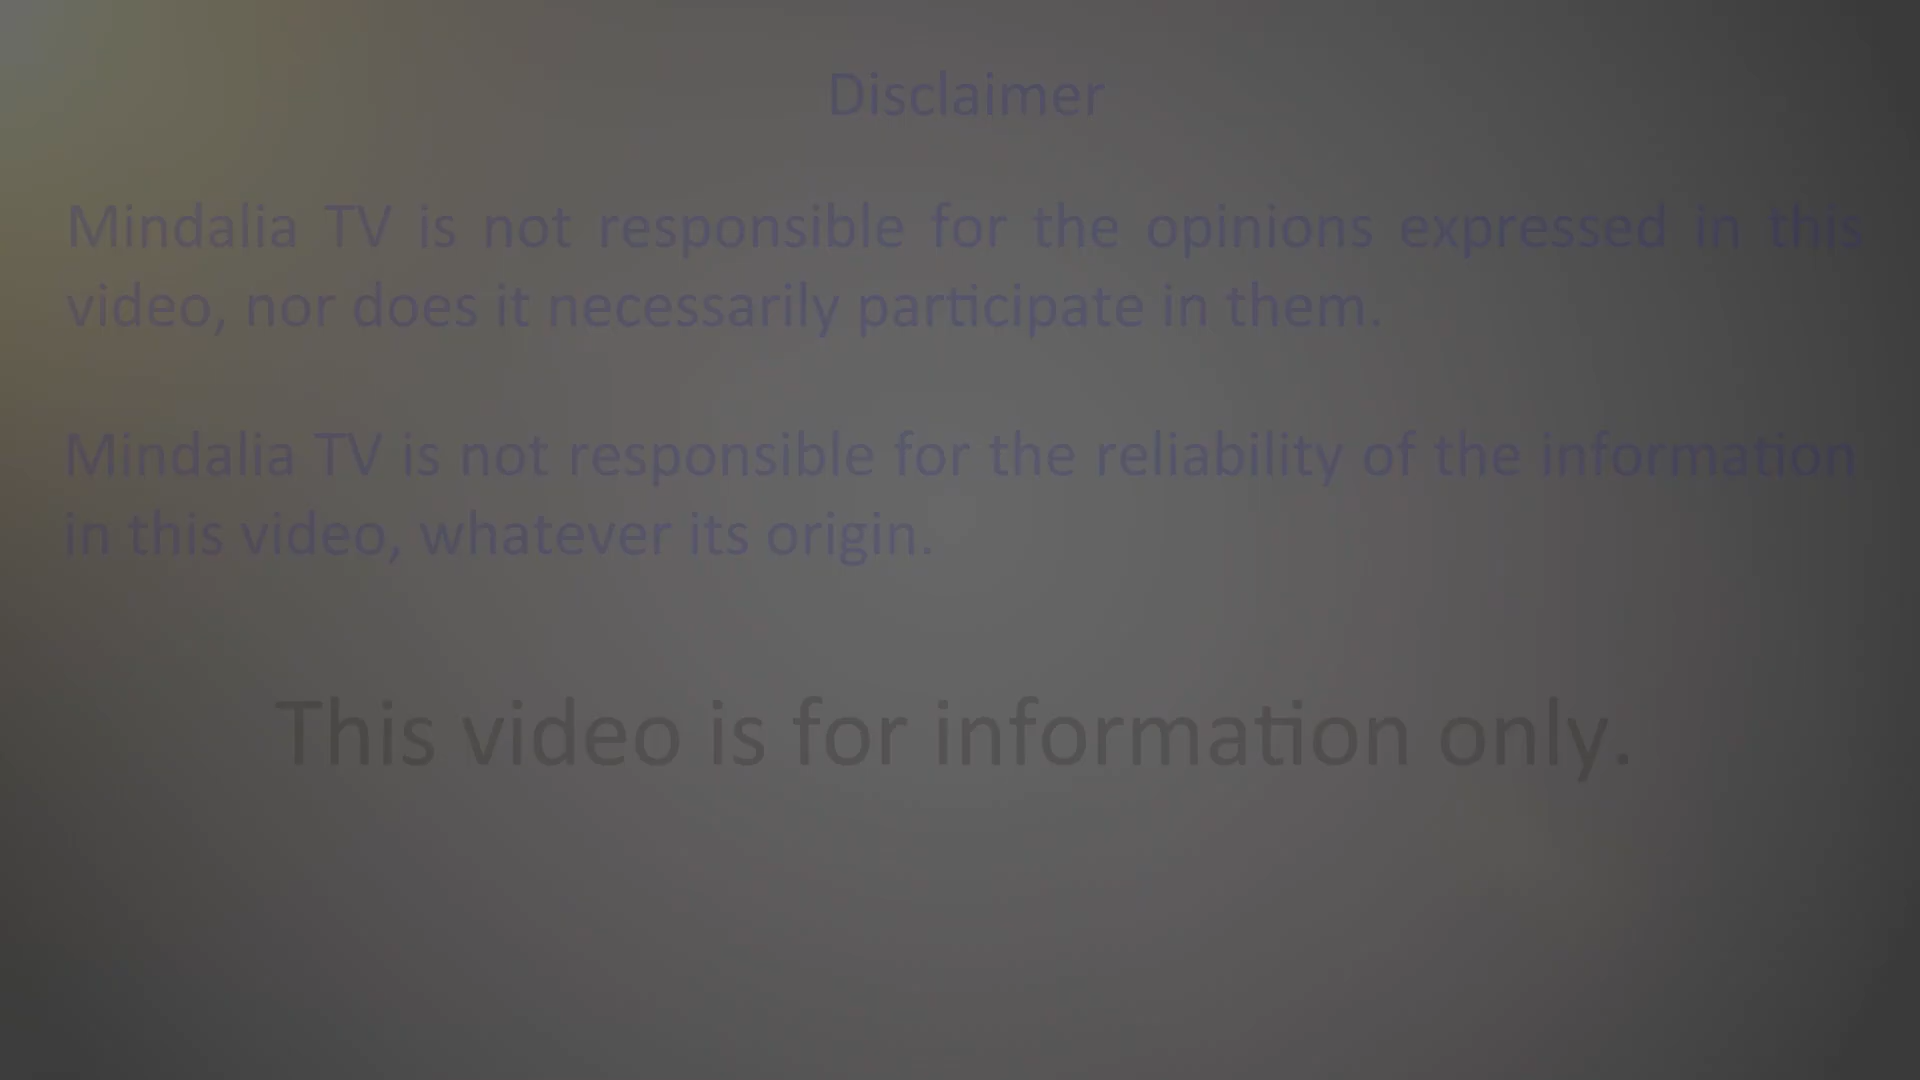 Disclaimer
Mindalia TV is not responsible for the opinions expressed in this
video, nor does it necessarily participate in them.
Mindalia TV is not responsible for the reliability of the information
in this video, whatever its origin.
This video is for information only.